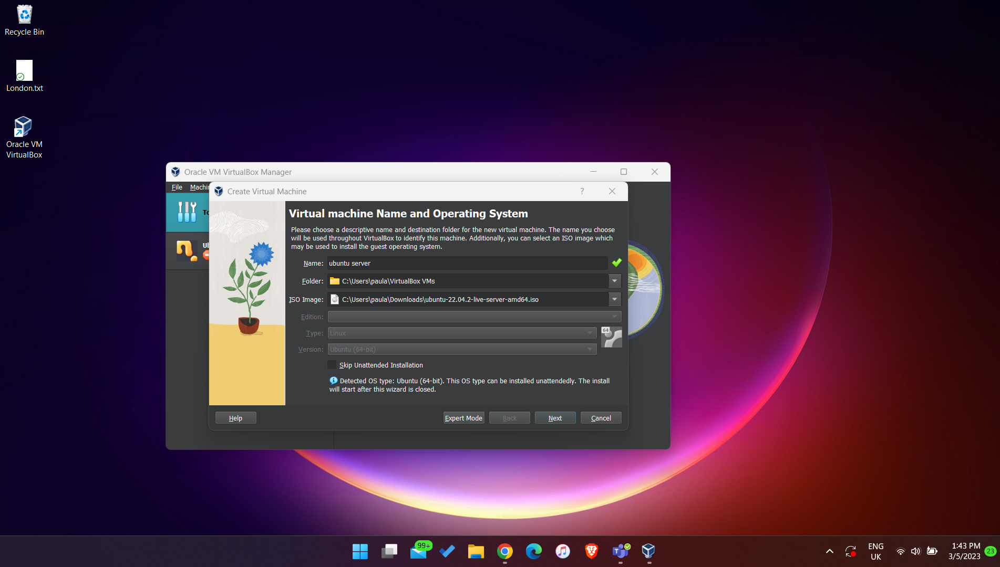 Recycle Bin
London.txt
Oracle VM
VirtualBox
Oracle VM VirtualBox Manager
File Machin
Create Virtual Machine
?
To
Ub
Virtual machine Name and Operating System
Please choose a descriptive name and destination folder for the new virtual machine. The name you choose
will be used throughout VirtualBox to identify this machine. Additionally, you can select an ISO image which
may be used to install the guest operating system.
Name: ubuntu server
Folder: C:\Users\paula\VirtualBox VMs
ISO Image: C:\Users\paula\Downloads\ubuntu-22.04.2-live-server-amd64.iso
Edition:
Type: Linux
64
Version: Ubuntu (64-bit)
Skip Unattended Installation
Detected OS type: Ubuntu (64-bit). This OS type can be installed unattendedly. The install
will start after this wizard is closed.
Help Expert Mode Back Next Cancel
99+
T
ENG
UK
1:43 PM
3/5/2023
23